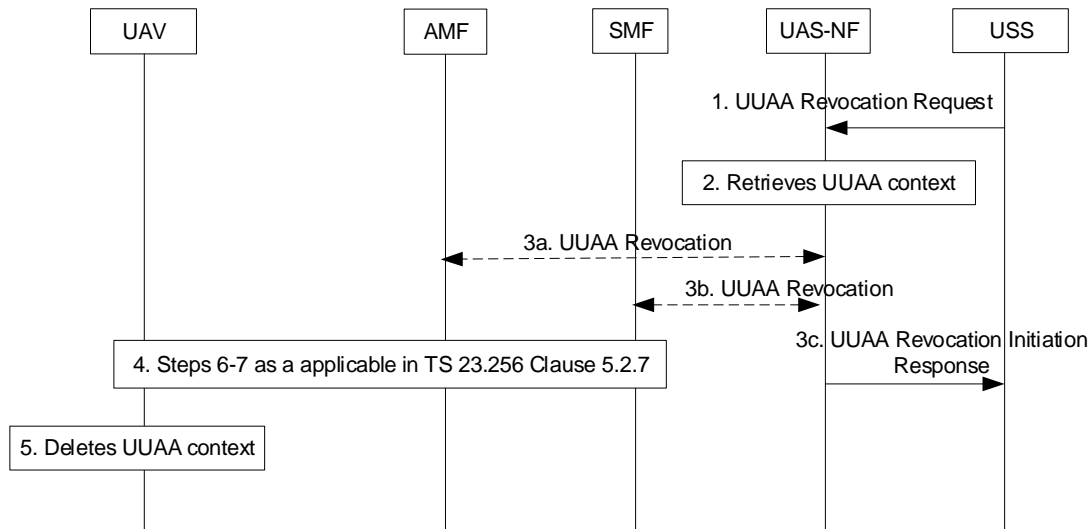 UAV
AMF
SMF
UAS-NF
USS
1. UUAA Revocation Request
2. Retrieves UUAA context
3a. UUAA Revocation
3b. UUAA Revocation
3c. UUAA Revocation Initiation
Response
4. Steps 6-7 as a applicable in TS 23.256 Clause 5.2.7
5. Deletes UUAA context